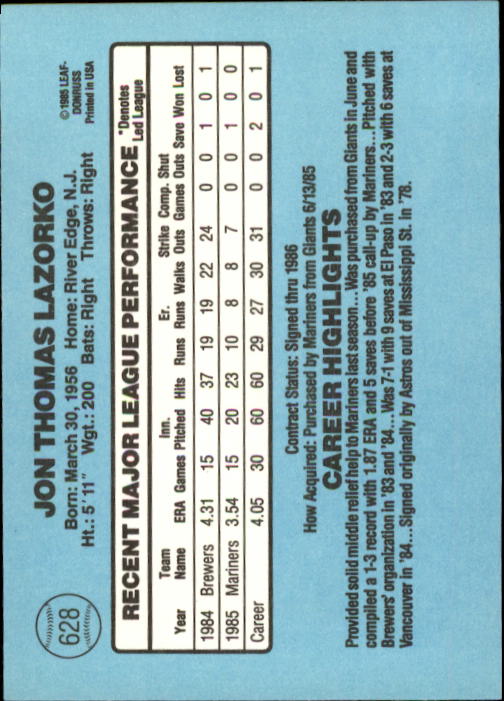 628
JON THOMAS LAZORKO
Born: March 30, 1956 Home: River Edge, N.J.
Ht.: 5'11" Wgt.: 200 Bats: Right Throws: Right
©1985 LEAF-
DONRUSS
Printed in USA
RECENT MAJOR LEAGUE PERFORMANCE
*Denotes
Led League
Team Inn. Er. Strike Comp. Shut
Year Name ERA Games Pitched Hits Runs Runs Walks Outs Games Outs Save Won Lost
1984 Brewers 4.31 15 40 37 19 19 22 24 0 0 1 0 1
1985 Mariners 3.54 15 20 23 10 8 8 7 0 0 1 0 0
Career 4.05 30 60 60 29 27 30 31 0 0 2 0 1
Contract Status: Signed thru 1986
How Acquired: Purchased by Mariners from Giants 6/13/85
CAREER HIGHLIGHTS
Provided solid middle relief help to Mariners last season...Was purchased from Giants in June and
compiled a 1-3 record with 1.87 ERA and 5 saves before '85 call-up by Mariners...Pitched with
Brewers' organization in '83 and '84...Was 7-1 with 9 saves at El Paso in '83 and 2-3 with 6 saves at
Vancouver in '84...Signed originally by Astros out of Mississippi St. in '78.